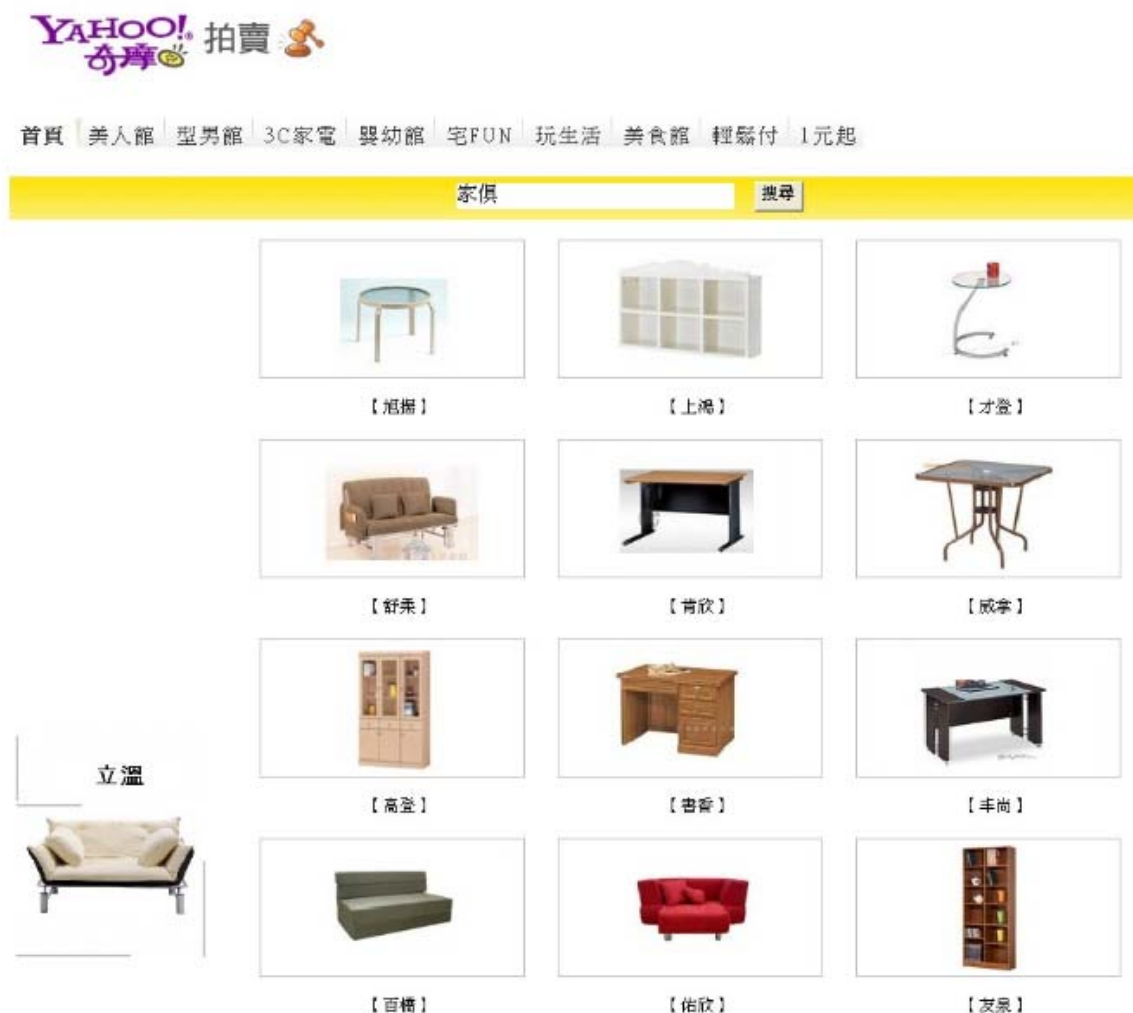 YAHOO!
奇摩 拍賣
首頁 美人館 型男館 3C家電 嬰幼館 宅FUN 玩生活 美食館 輕鬆付 1元起
家俱 搜尋
【旭揚】 【上鴻】 【才登】
【舒柔】 【肯欣】 【威拿】
【高登】 【書香】 【丰尚】
立溫
【百橋】 【佑欣】 【友泉】